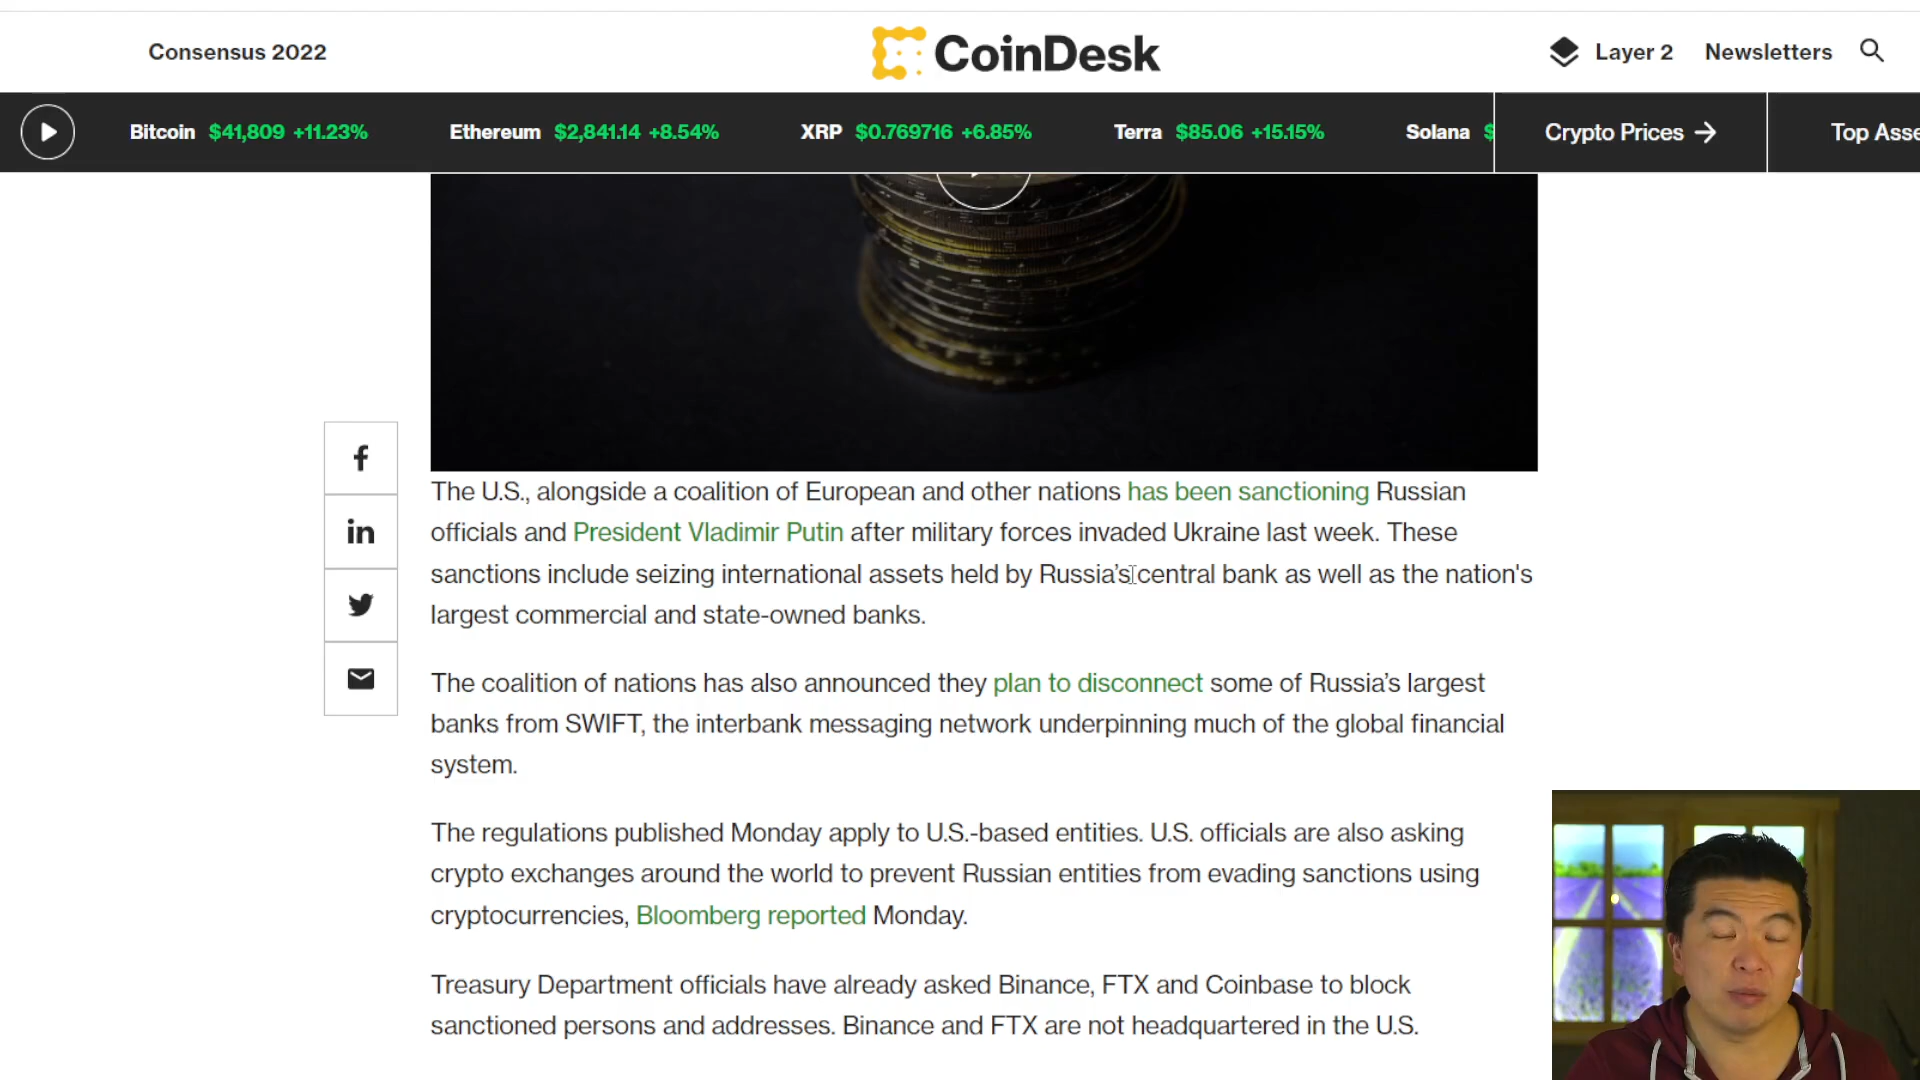 Consensus 2022
CoinDesk
Layer 2
Newsletters
Bitcoin $41,809 +11.23%
Ethereum $2,841.14 +8.54%
XRP $0.769716 +6.85%
Terra $85.06 +15.15%
Solana $
Crypto Prices →
Top Asse
The U.S., alongside a coalition of European and other nations has been sanctioning Russian
officials and President Vladimir Putin after military forces invaded Ukraine last week. These
sanctions include seizing international assets held by Russia’s central bank as well as the nation's
largest commercial and state-owned banks.
The coalition of nations has also announced they plan to disconnect some of Russia’s largest
banks from SWIFT, the interbank messaging network underpinning much of the global financial
system.
The regulations published Monday apply to U.S.-based entities. U.S. officials are also asking
crypto exchanges around the world to prevent Russian entities from evading sanctions using
cryptocurrencies, Bloomberg reported Monday.
Treasury Department officials have already asked Binance, FTX and Coinbase to block
sanctioned persons and addresses. Binance and FTX are not headquartered in the U.S.